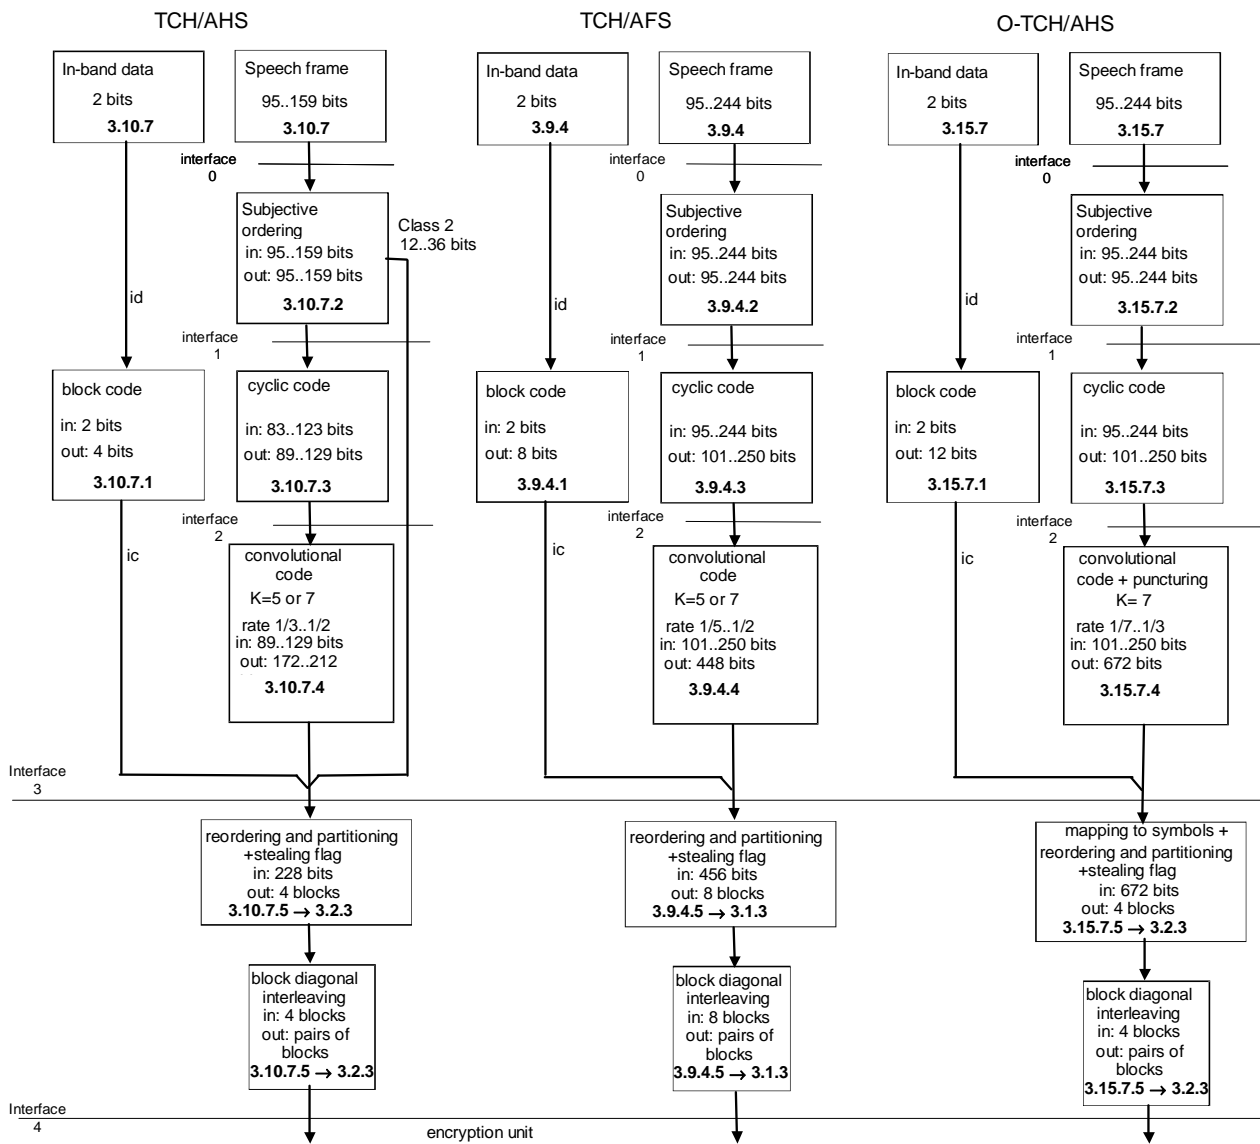 TCH/AHS
In-band data
2 bits
3.10.7
Speech frame
95..159 bits
3.10.7
interface
0
Subjective
ordering
in: 95..159 bits
out: 95..159 bits
3.10.7.2
Class 2
12..36 bits
id
interface
1
block code
in: 2 bits
out: 4 bits
3.10.7.1
cyclic code
in: 83..123 bits
out: 89..129 bits
3.10.7.3
interface
2
ic
convolutional
code
K=5 or 7
rate 1/3..1/2
in: 89..129 bits
out: 172..212
3.10.7.4
Interface
3
reordering and partitioning
+stealing flag
in: 228 bits
out: 4 blocks
3.10.7.5 → 3.2.3
block diagonal
interleaving
in: 4 blocks
out: pairs of
blocks
3.10.7.5 → 3.2.3
Interface
4
TCH/AFS
In-band data
2 bits
3.9.4
Speech frame
95..244 bits
3.9.4
interface
0
Subjective
ordering
in: 95..244 bits
out: 95..244 bits
3.9.4.2
id
interface
1
block code
in: 2 bits
out: 8 bits
3.9.4.1
cyclic code
in: 95..244 bits
out: 101..250 bits
3.9.4.3
interface
2
ic
convolutional
code
K=5 or 7
rate 1/5..1/2
in: 101..250 bits
out: 448 bits
3.9.4.4
reordering and partitioning
+stealing flag
in: 456 bits
out: 8 blocks
3.9.4.5 → 3.1.3
block diagonal
interleaving
in: 8 blocks
out: pairs of
blocks
3.9.4.5 → 3.1.3
encryption unit
O-TCH/AHS
In-band data
2 bits
3.15.7
Speech frame
95..244 bits
3.15.7
interface
0
Subjective
ordering
in: 95..244 bits
out: 95..244 bits
3.15.7.2
id
interface
1
block code
in: 2 bits
out: 12 bits
3.15.7.1
cyclic code
in: 95..244 bits
out: 101..250 bits
3.15.7.3
interface
2
ic
convolutional
code + puncturing
K= 7
rate 1/7..1/3
in: 101..250 bits
out: 672 bits
3.15.7.4
mapping to symbols +
reordering and partitioning
+stealing flag
in: 672 bits
out: 4 blocks
3.15.7.5 → 3.2.3
block diagonal
interleaving
in: 4 blocks
out: pairs of
blocks
3.15.7.5 → 3.2.3